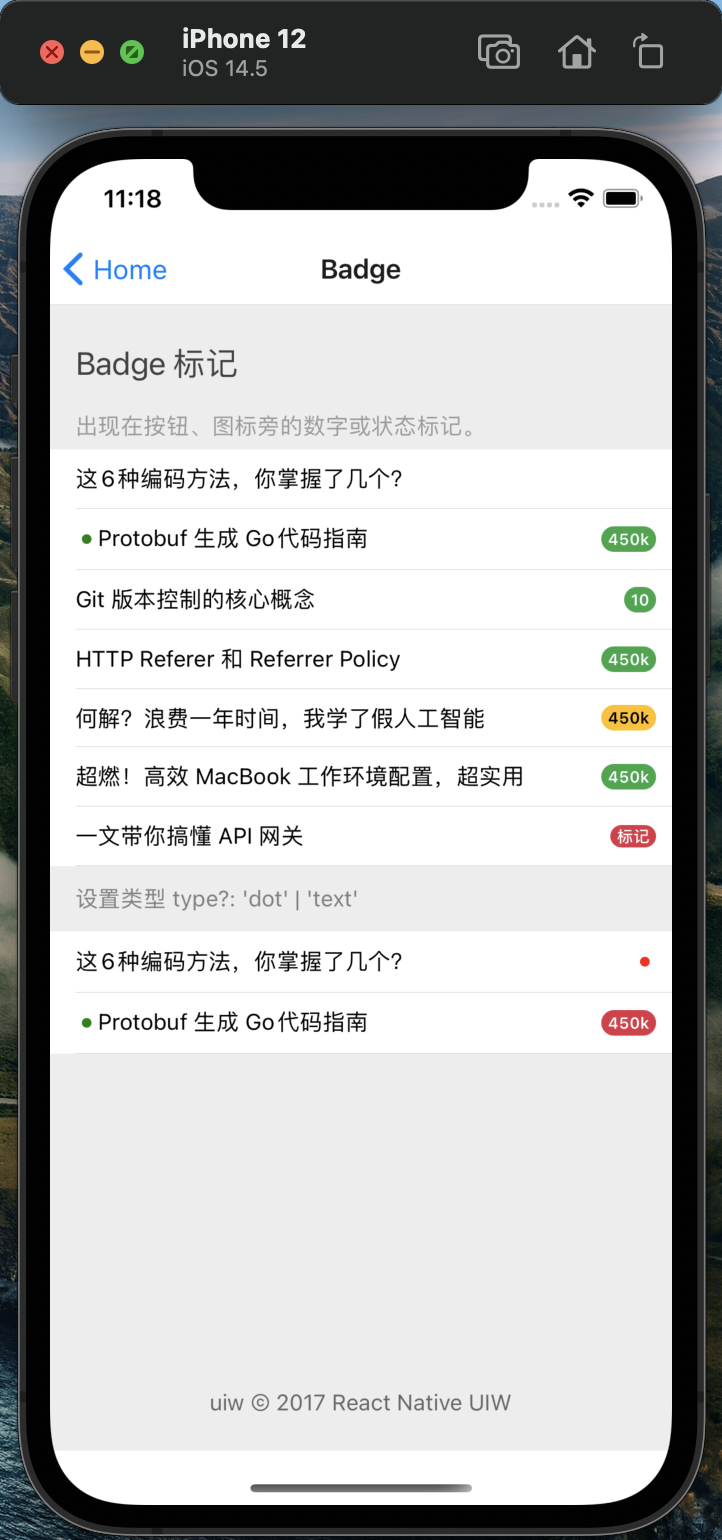 iPhone 12
iOS 14.5
11:18
Home
Badge
Badge 标记
出现在按钮、图标旁的数字或状态标记。
这6种编码方法，你掌握了几个?
Protobuf 生成 Go代码指南 450k
Git 版本控制的核心概念 10
HTTP Referer 和 Referrer Policy 450k
何解？浪费一年时间，我学了假人工智能 450k
超燃！高效 MacBook 工作环境配置，超实用 450k
一文带你搞懂 API 网关 标记
设置类型 type?: 'dot' | 'text'
这6种编码方法，你掌握了几个?
Protobuf 生成 Go代码指南 450k
uiw © 2017 React Native UIW